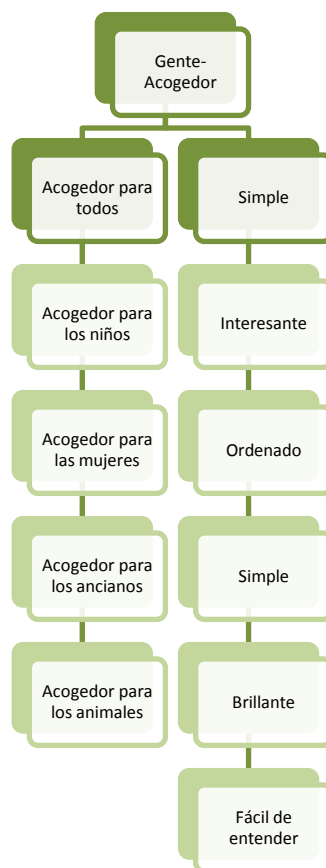 Gente-
Acogedor
Acogedor para
todos
Acogedor para
los niños
Acogedor para
las mujeres
Acogedor para
los ancianos
Acogedor para
los animales
Simple
Interesante
Ordenado
Simple
Brillante
Fácil de
entender